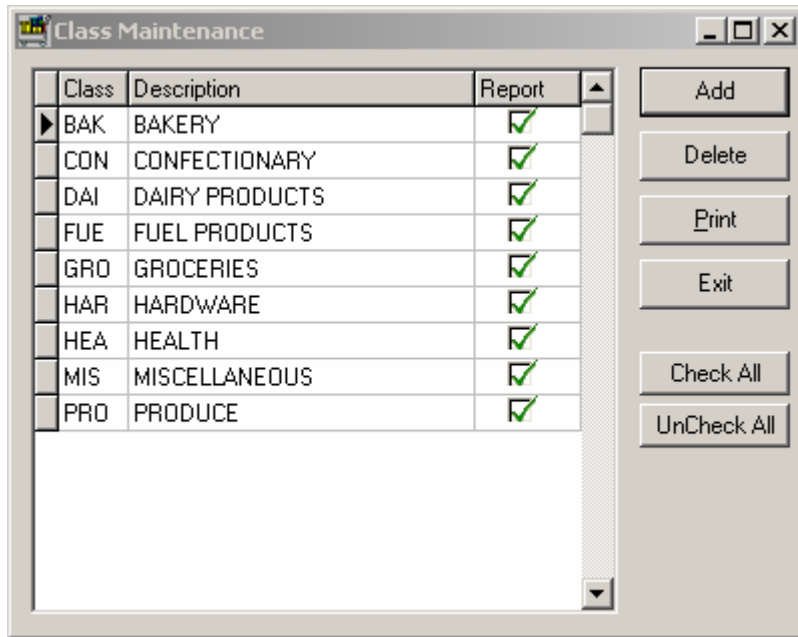 Class Maintenance
Class Description Report
BAK BAKERY
CON CONFECTIONARY
DAI DAIRY PRODUCTS
FUE FUEL PRODUCTS
GRO GROCERIES
HAR HARDWARE
HEA HEALTH
MIS MISCELLANEOUS
PRO PRODUCE
Add
Delete
Print
Exit
Check All
UnCheck All